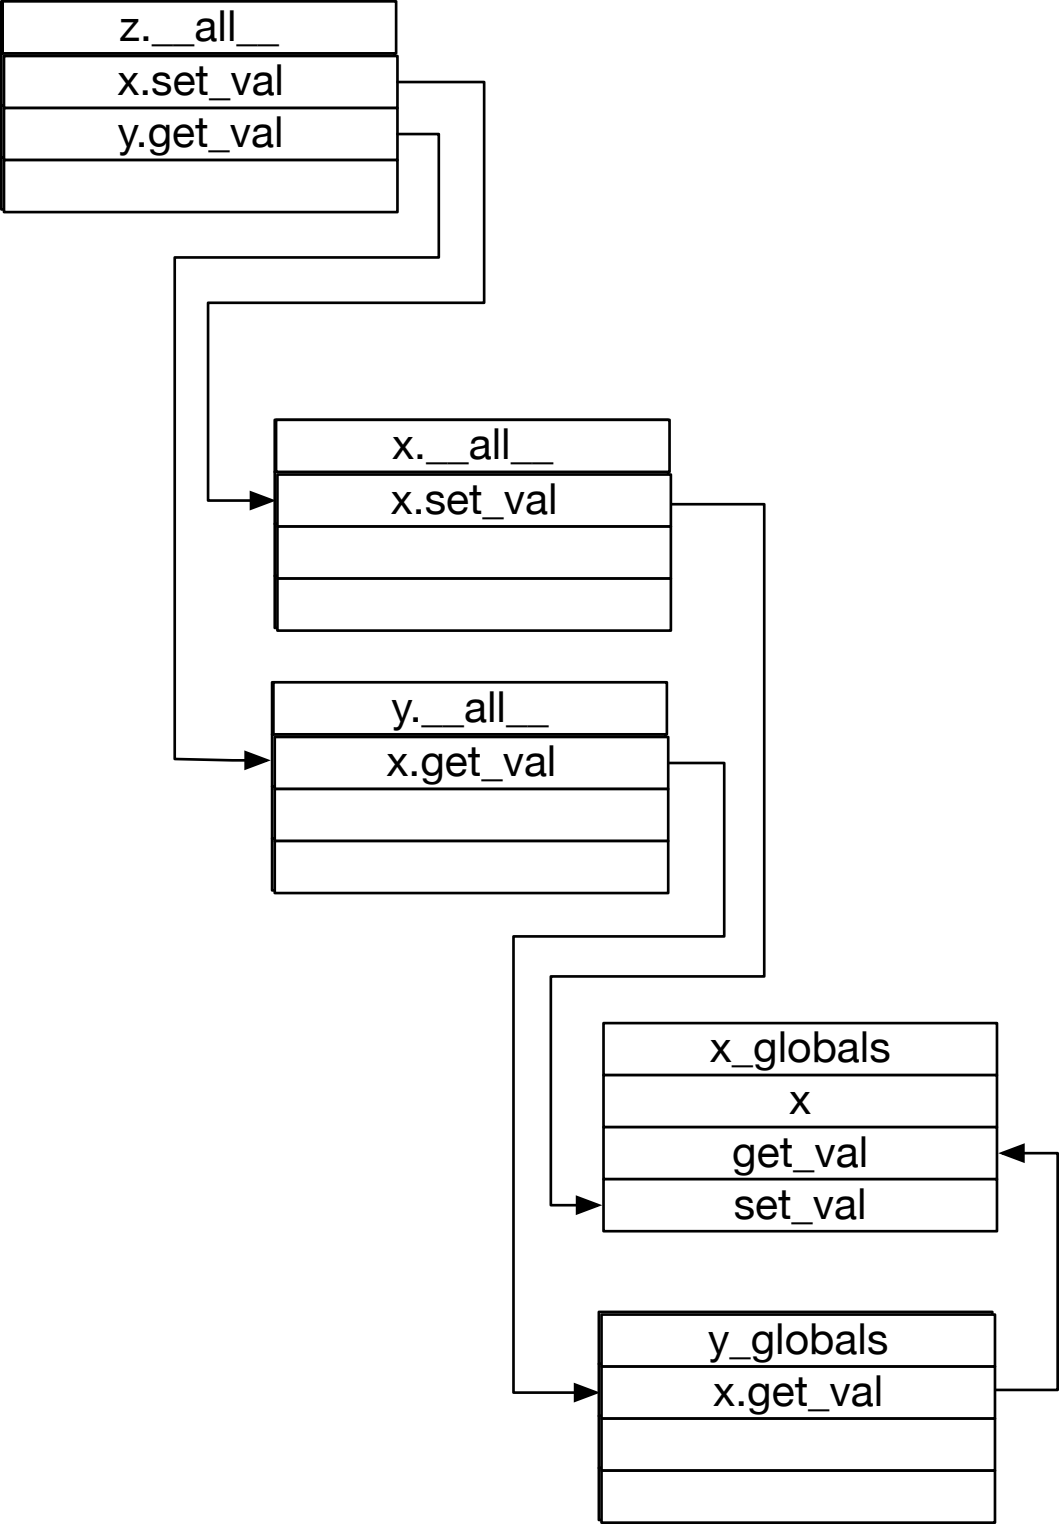 z.__all__
x.set_val
y.get_val
x.__all__
x.set_val
y.__all__
x.get_val
x_globals
x
get_val
set_val
y_globals
x.get_val